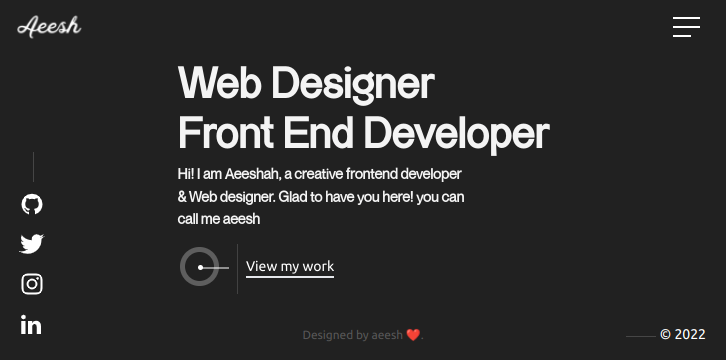 Aeesh
Web Designer
Front End Developer
Hi! I am Aeeshah, a creative frontend developer
& Web designer. Glad to have you here! you can
call me aeesh
View my work
Designed by aeesh ❤️.
© 2022